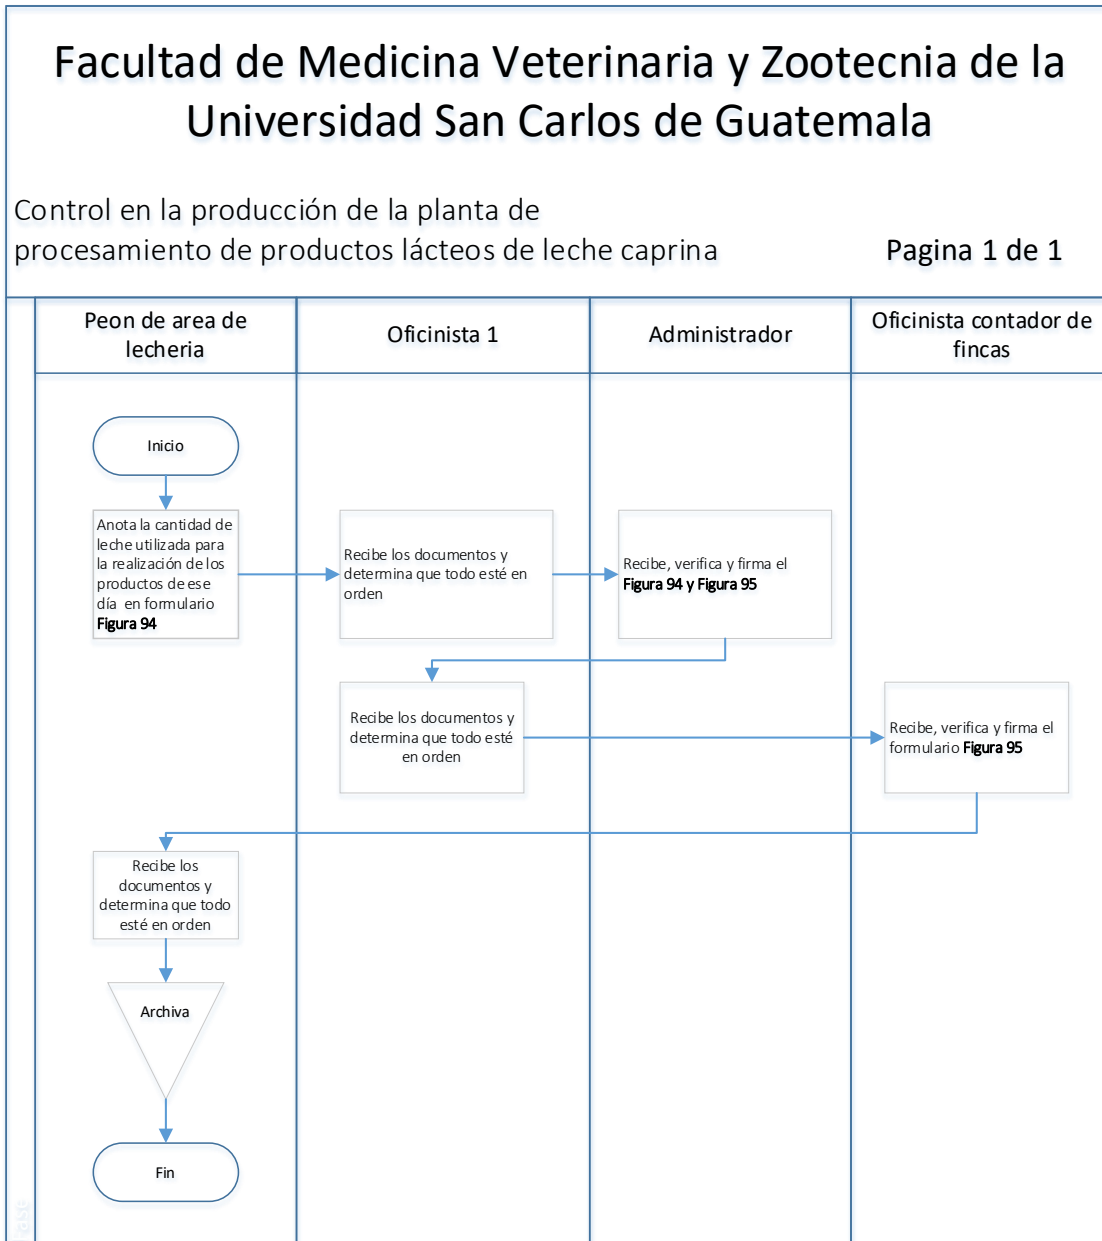 Facultad de Medicina Veterinaria y Zootecnia de la
Universidad San Carlos de Guatemala
Control en la producción de la planta de
procesamiento de productos lácteos de leche caprina
Pagina 1 de 1
Peon de area de
lecheria
Oficinista 1
Administrador
Oficinista contador de
fincas
Inicio
Anota la cantidad de
leche utilizada para
la realización de los
productos de ese
día en formulario
Figura 94
Recibe los documentos y
determina que todo esté en
orden
Recibe, verifica y firma el
Figura 94 y Figura 95
Recibe los documentos y
determina que todo esté
en orden
Recibe, verifica y firma el
formulario Figura 95
Recibe los
documentos y
determina que todo
esté en orden
Archiva
Fin
Fase